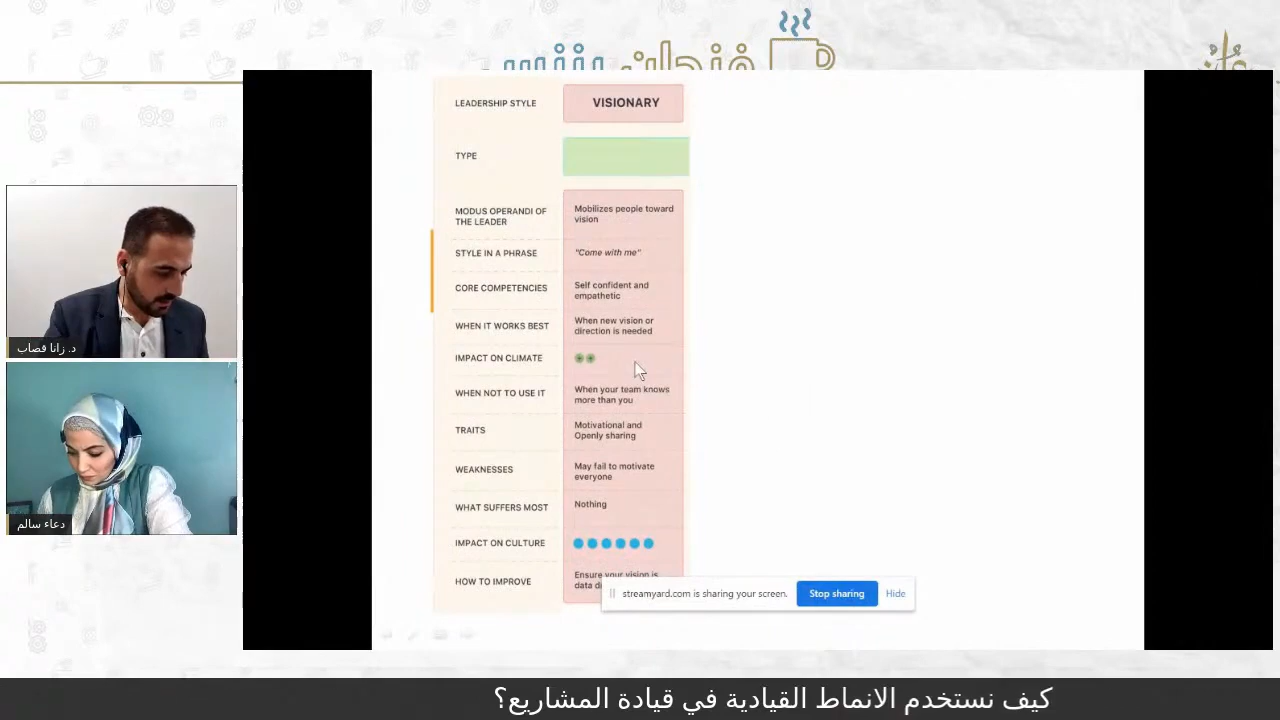 فنجان بزنس
LEADERSHIP STYLE
VISIONARY
TYPE
MODUS OPERANDI OF
THE LEADER
Mobilizes people toward
vision
STYLE IN A PHRASE
"Come with me"
CORE COMPETENCIES
Self confident and
empathetic
WHEN IT WORKS BEST
When new vision or
direction is needed
IMPACT ON CLIMATE
WHEN NOT TO USE IT
When your team knows
more than you
TRAITS
Motivational and
Openly sharing
WEAKNESSES
May fail to motivate
everyone
WHAT SUFFERS MOST
Nothing
IMPACT ON CULTURE
HOW TO IMPROVE
Ensure your vision is
data
streamyard.com is sharing your screen.
Stop sharing
Hide
د. زانا قصاب
دعاء سالم
كيف نستخدم الانماط القيادية في قيادة المشاريع؟